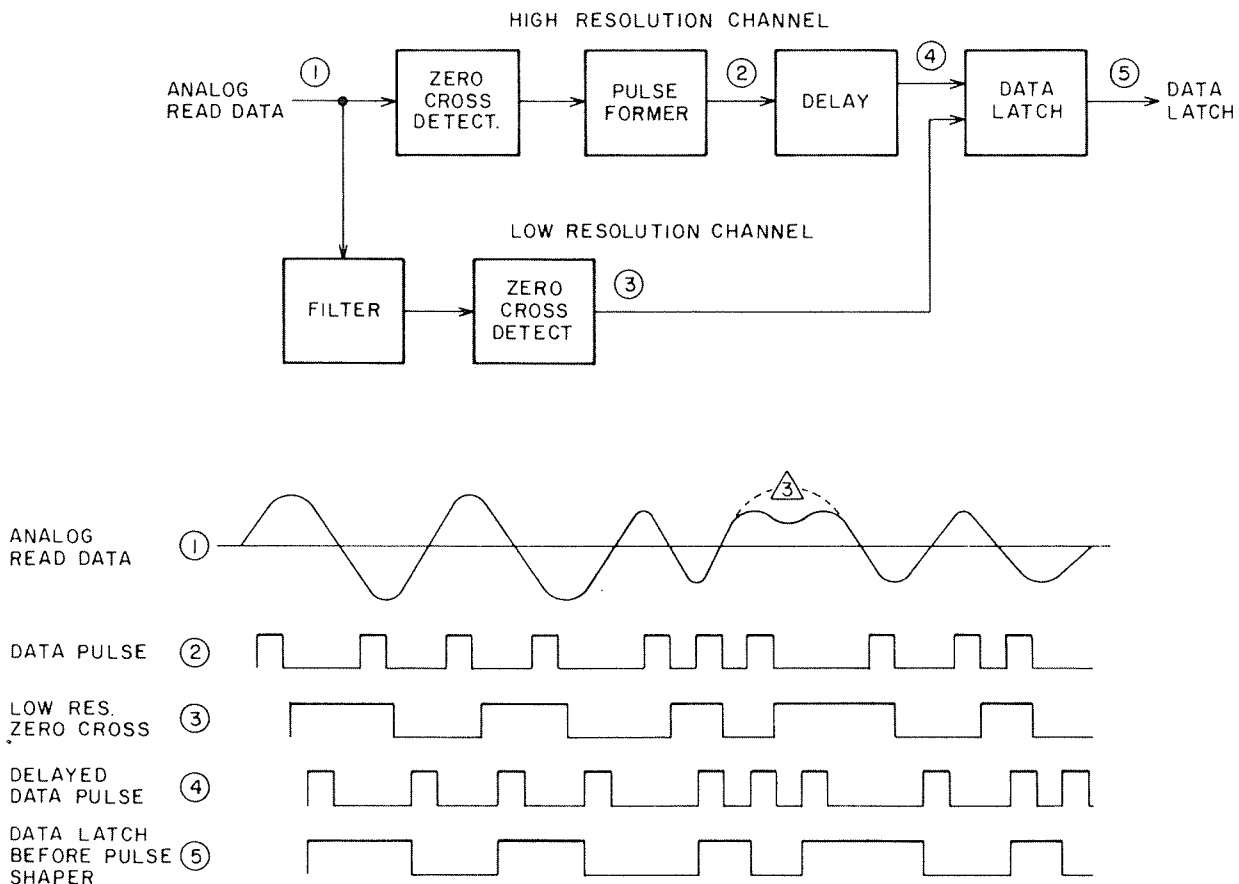 HIGH RESOLUTION CHANNEL
ANALOG
READ DATA
1
ZERO
CROSS
DETECT.
PULSE
FORMER
2
DELAY
4
DATA
LATCH
5
DATA
LATCH
LOW RESOLUTION CHANNEL
FILTER
ZERO
CROSS
DETECT
3
3
ANALOG
READ DATA
1
DATA PULSE
2
LOW RES.
ZERO CROSS
3
DELAYED
DATA PULSE
4
DATA LATCH
BEFORE PULSE
SHAPER
5